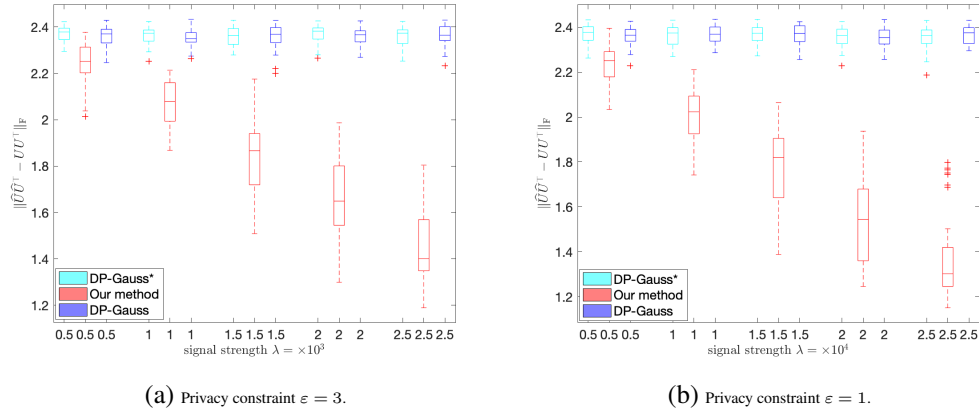 2.4
2.2
2
1.8
1.6
1.4
1.2
‖ÛÛ⊤ − UU⊤‖F
DP-Gauss*
Our method
DP-Gauss
0.5 0.5 0.5 1 1 1 1.5 1.5 1.5 2 2 2 2.5 2.5 2.5
signal strength λ = ×10³
(a) Privacy constraint ε = 3.
2.4
2.2
2
1.8
1.6
1.4
1.2
‖ÛÛ⊤ − UU⊤‖F
DP-Gauss*
Our method
DP-Gauss
0.5 0.5 0.5 1 1 1 1.5 1.5 1.5 2 2 2 2.5 2.5 2.5
signal strength λ = ×10⁴
(b) Privacy constraint ε = 1.